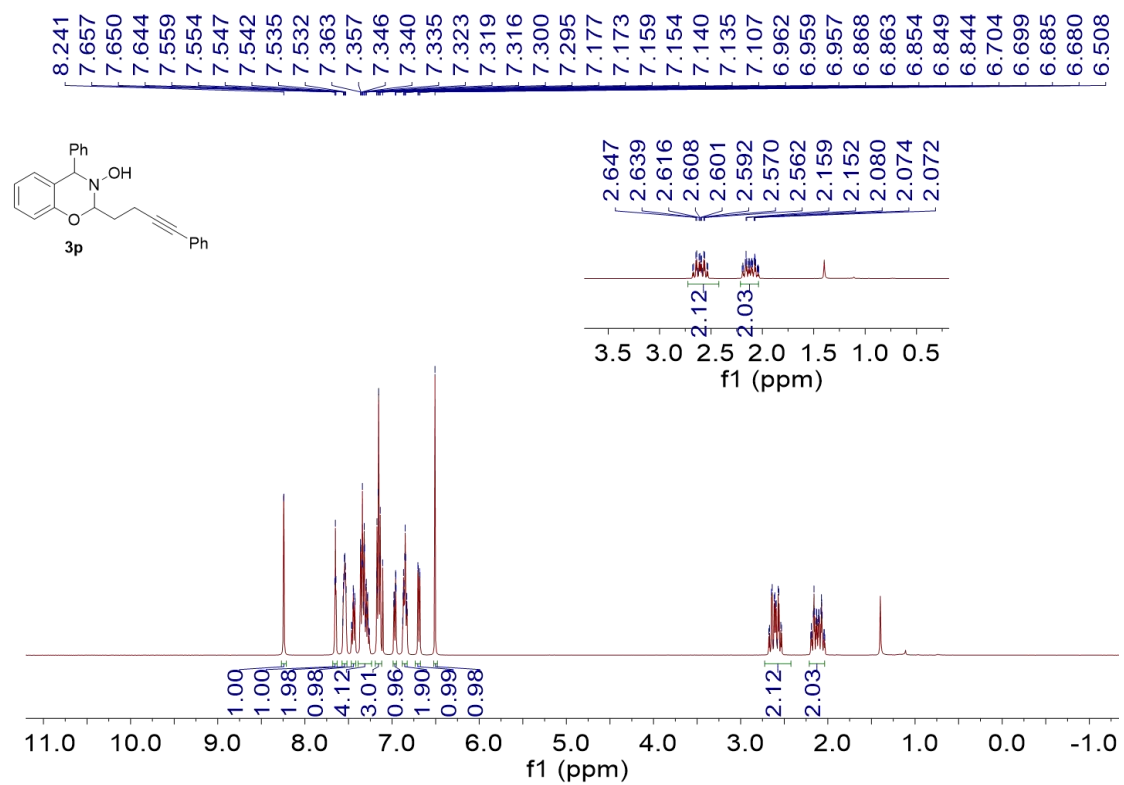 8.241 7.657 7.650 7.644 7.559 7.554 7.547 7.542 7.535 7.532 7.363 7.357 7.346 7.340 7.335 7.323 7.319 7.316 7.300 7.295 7.177 7.173 7.159 7.154 7.140 7.135 7.107 6.962 6.959 6.957 6.868 6.863 6.854 6.849 6.844 6.704 6.699 6.685 6.680 6.508
Ph
OH
N
O
Ph
3p
2.647 2.639 2.616 2.608 2.601 2.592 2.570 2.562 2.159 2.152 2.080 2.074 2.072
2.12 2.03
3.5 3.0 2.5 2.0 1.5 1.0 0.5
f1 (ppm)
1.00 1.00 1.98 0.98 4.12 3.01 0.96 1.90 0.99 0.98 2.12 2.03
11.0 10.0 9.0 8.0 7.0 6.0 5.0 4.0 3.0 2.0 1.0 0.0 -1.0
f1 (ppm)